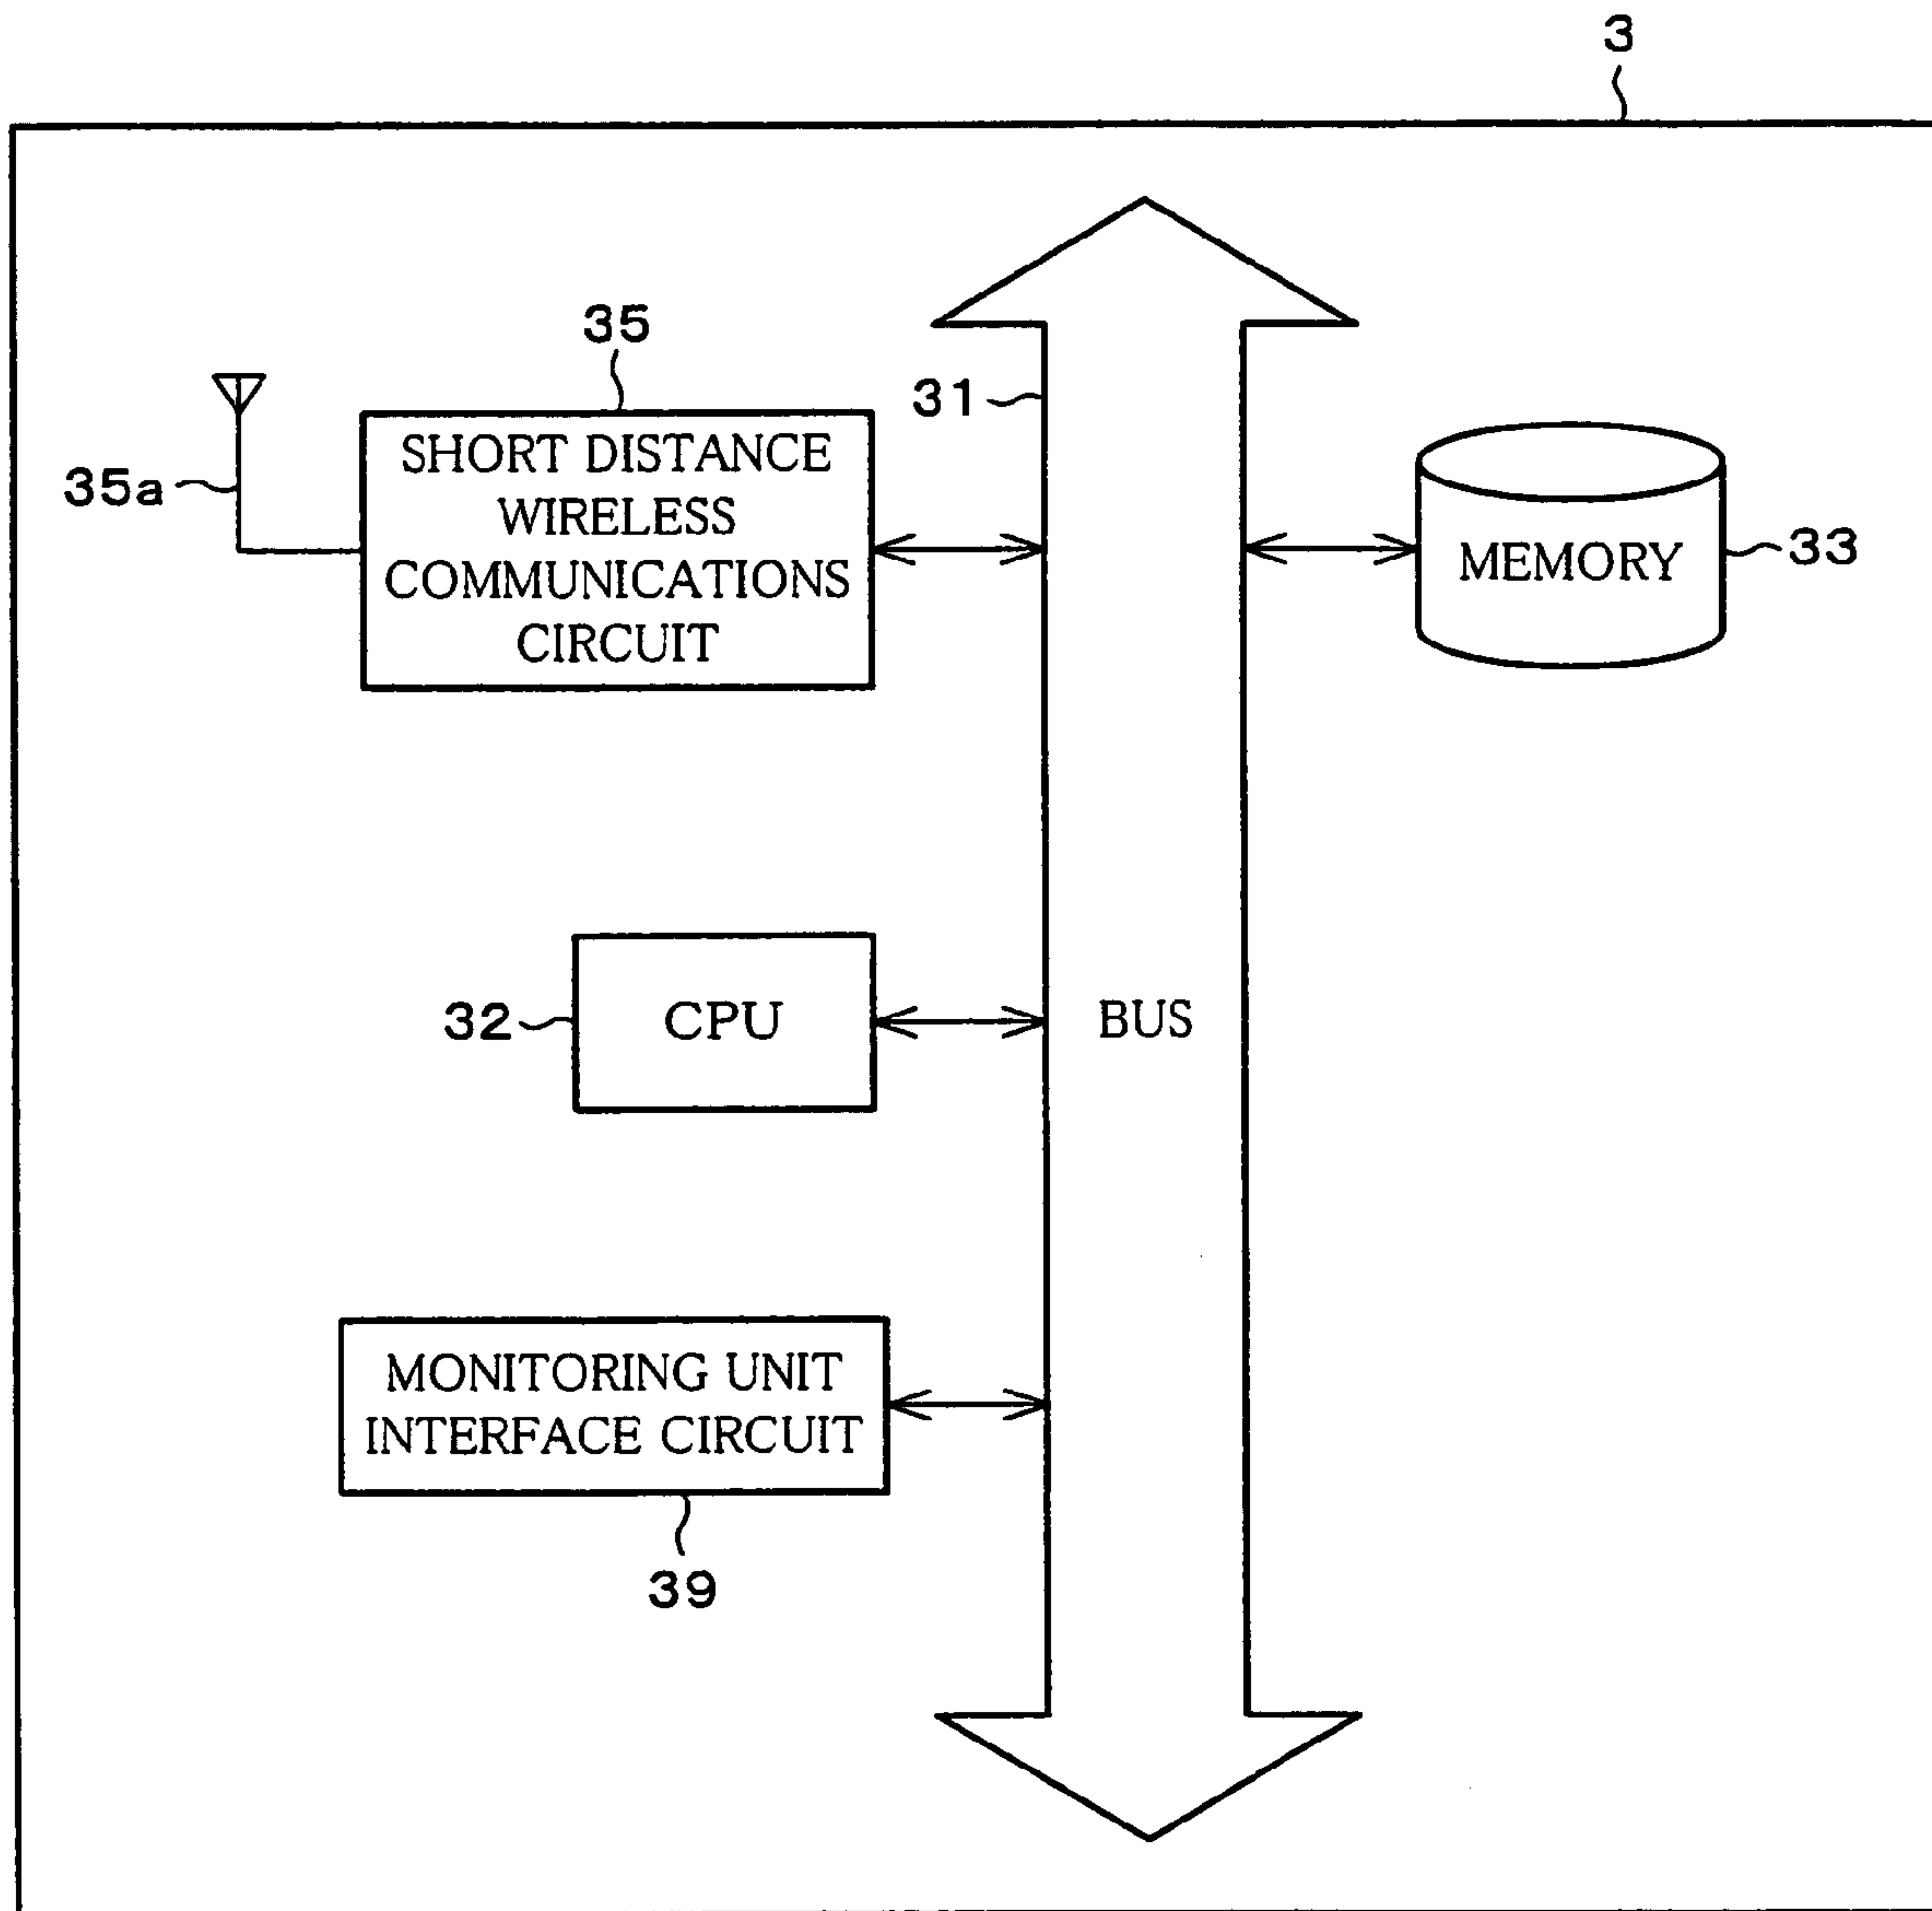 3
35
31
35a
SHORT DISTANCE
WIRELESS
COMMUNICATIONS
CIRCUIT
MEMORY
33
32
CPU
BUS
MONITORING UNIT
INTERFACE CIRCUIT
39